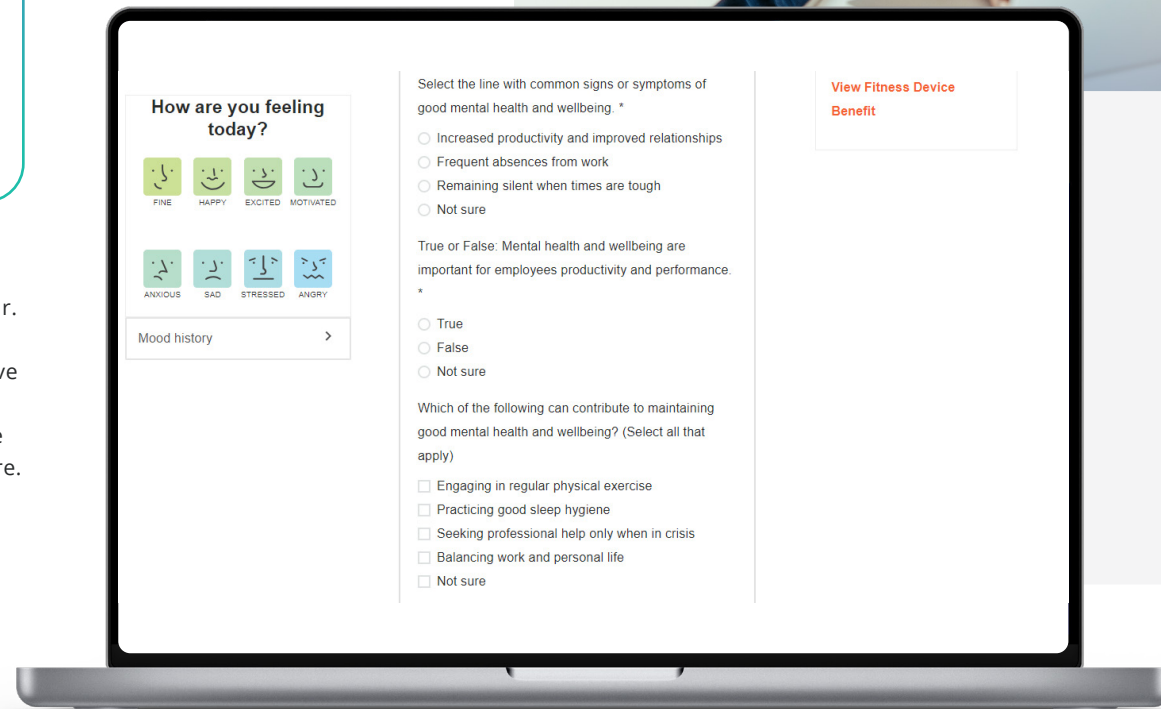 r.
ve
e
re.
How are you feeling
today?
FINE HAPPY EXCITED MOTIVATED
ANXIOUS SAD STRESSED ANGRY
Mood history
Select the line with common signs or symptoms of
good mental health and wellbeing. *
Increased productivity and improved relationships
Frequent absences from work
Remaining silent when times are tough
Not sure
True or False: Mental health and wellbeing are
important for employees productivity and performance.
*
True
False
Not sure
Which of the following can contribute to maintaining
good mental health and wellbeing? (Select all that
apply)
Engaging in regular physical exercise
Practicing good sleep hygiene
Seeking professional help only when in crisis
Balancing work and personal life
Not sure
View Fitness Device
Benefit